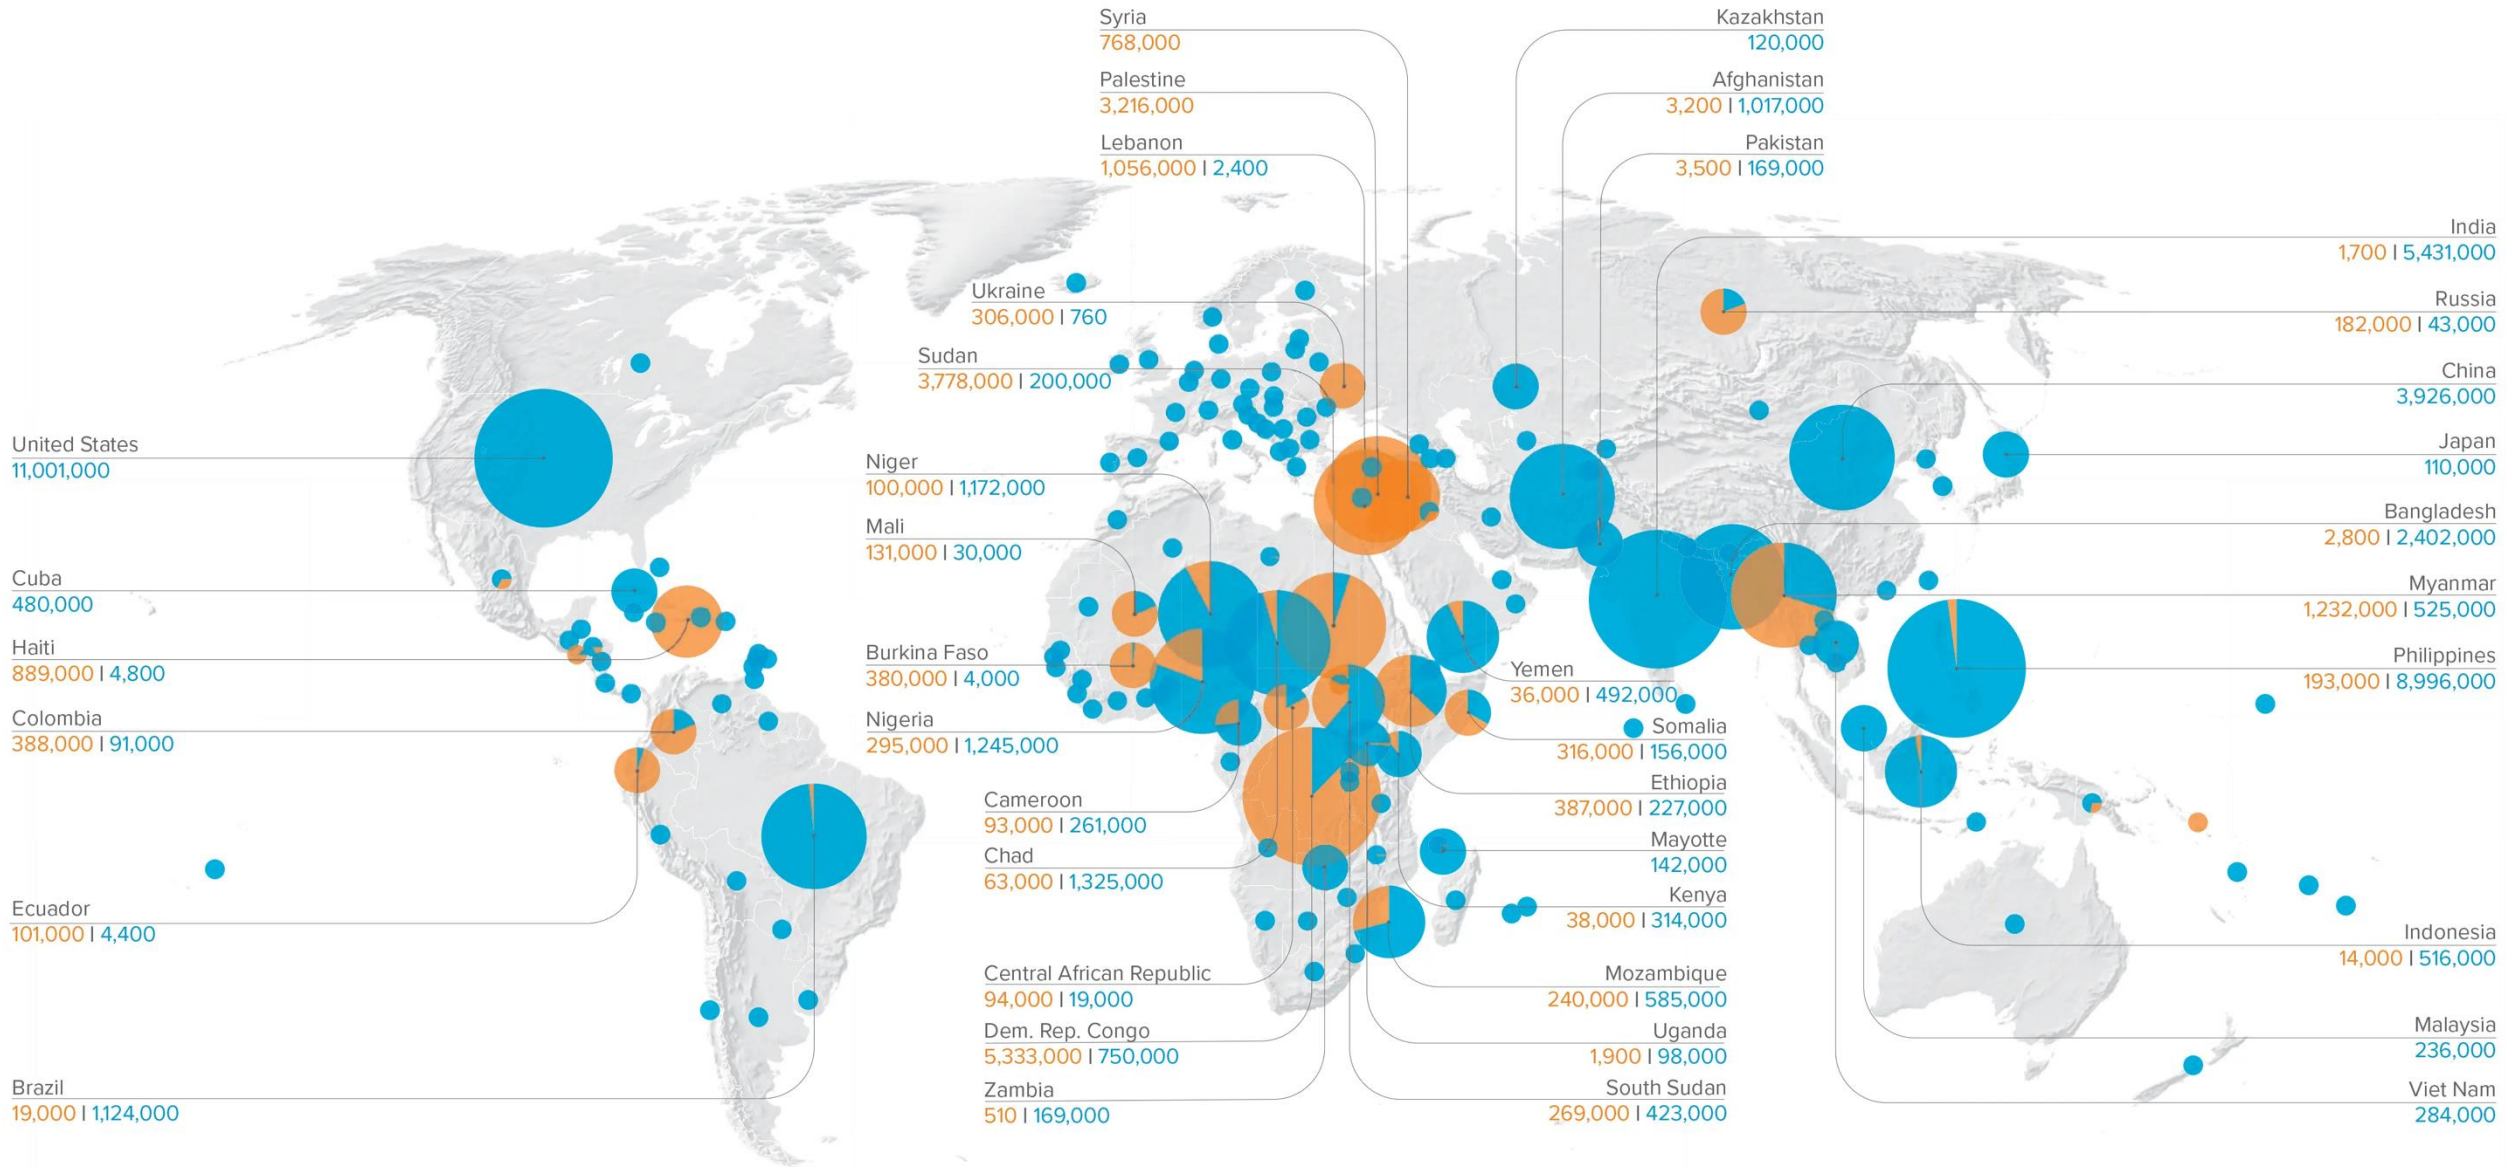 Syria
768,000
Palestine
3,216,000
Lebanon
1,056,000 | 2,400
Kazakhstan
120,000
Afghanistan
3,200 | 1,017,000
Pakistan
3,500 | 169,000
India
1,700 | 5,431,000
Russia
182,000 | 43,000
China
3,926,000
Japan
110,000
Bangladesh
2,800 | 2,402,000
Myanmar
1,232,000 | 525,000
Philippines
193,000 | 8,996,000
Ukraine
306,000 | 760
Sudan
3,778,000 | 200,000
United States
11,001,000
Niger
100,000 | 1,172,000
Mali
131,000 | 30,000
Cuba
480,000
Haiti
889,000 | 4,800
Burkina Faso
380,000 | 4,000
Colombia
388,000 | 91,000
Nigeria
295,000 | 1,245,000
Yemen
36,000 | 492,000
Somalia
316,000 | 156,000
Ethiopia
387,000 | 227,000
Cameroon
93,000 | 261,000
Mayotte
142,000
Chad
63,000 | 1,325,000
Kenya
38,000 | 314,000
Ecuador
101,000 | 4,400
Indonesia
14,000 | 516,000
Central African Republic
94,000 | 19,000
Mozambique
240,000 | 585,000
Dem. Rep. Congo
5,333,000 | 750,000
Uganda
1,900 | 98,000
Malaysia
236,000
Brazil
19,000 | 1,124,000
Zambia
510 | 169,000
South Sudan
269,000 | 423,000
Viet Nam
284,000